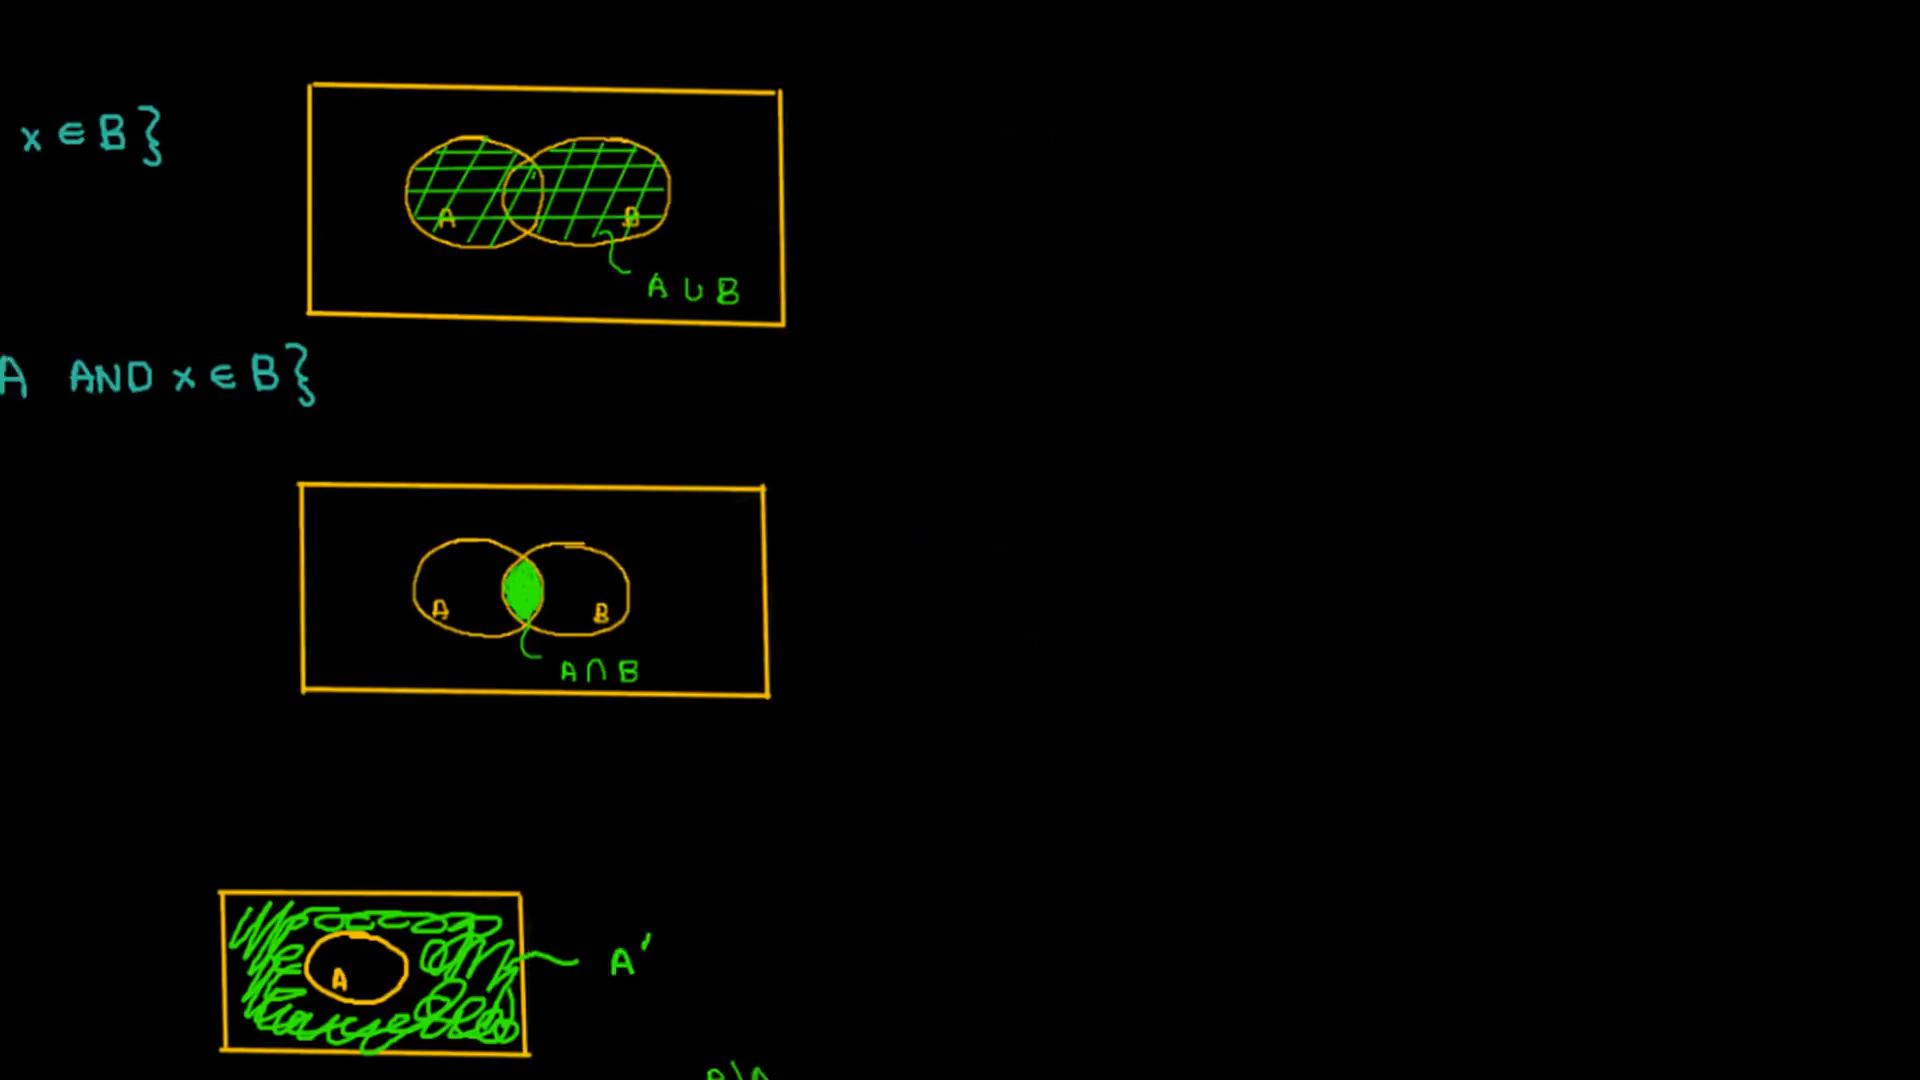 x ∈ B}
A B
A ∪ B
A AND x ∈ B}
A B
A ∩ B
A
A'